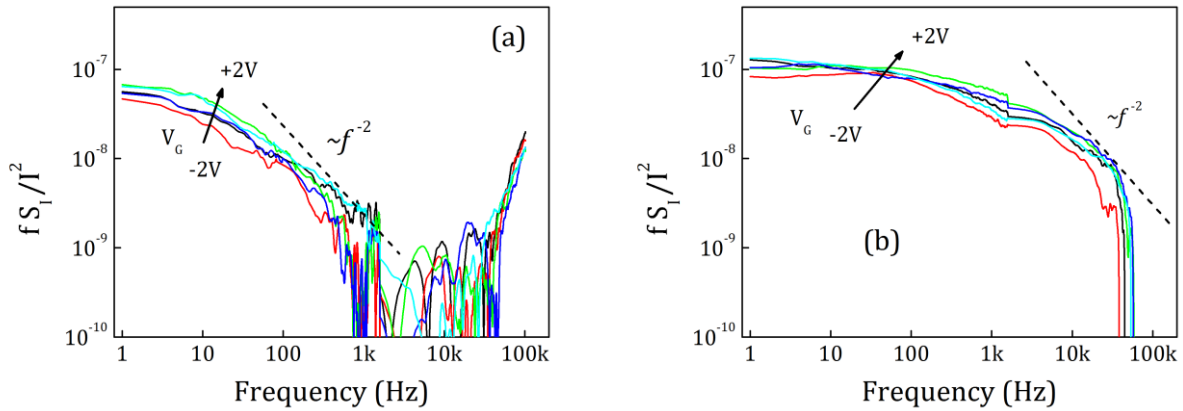 (a)
10⁻⁷
10⁻⁸
10⁻⁹
10⁻¹⁰
f S_I/I²
+2V
V_G
-2V
~f⁻²
1 10 100 1k 10k 100k
Frequency (Hz)
(b)
10⁻⁷
10⁻⁸
10⁻⁹
10⁻¹⁰
f S_I/I²
+2V
V_G
-2V
~f⁻²
1 10 100 1k 10k 100k
Frequency (Hz)